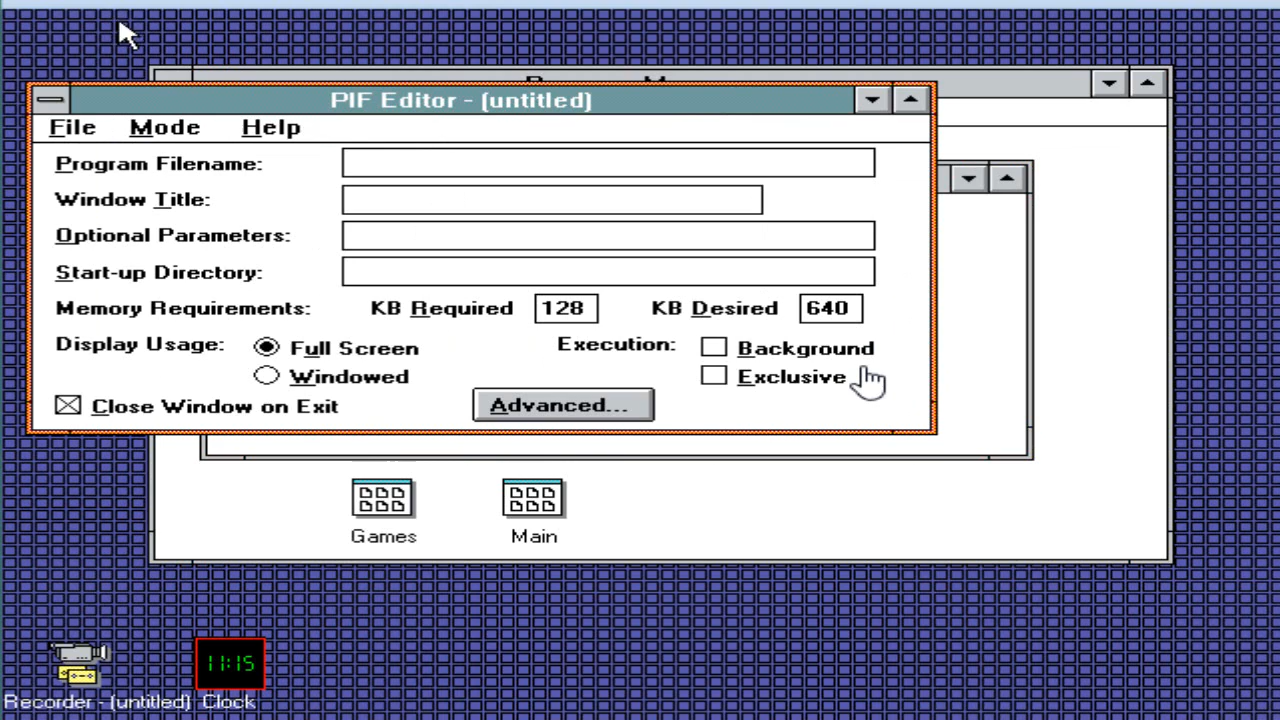 PIF Editor - (untitled)
File Mode Help
Program Filename:
Window Title:
Optional Parameters:
Start-up Directory:
Memory Requirements: KB Required 128 KB Desired 640
Display Usage: Full Screen Execution: Background
Windowed Exclusive
Close Window on Exit Advanced...
Games Main
11:15
Recorder - (untitled) Clock